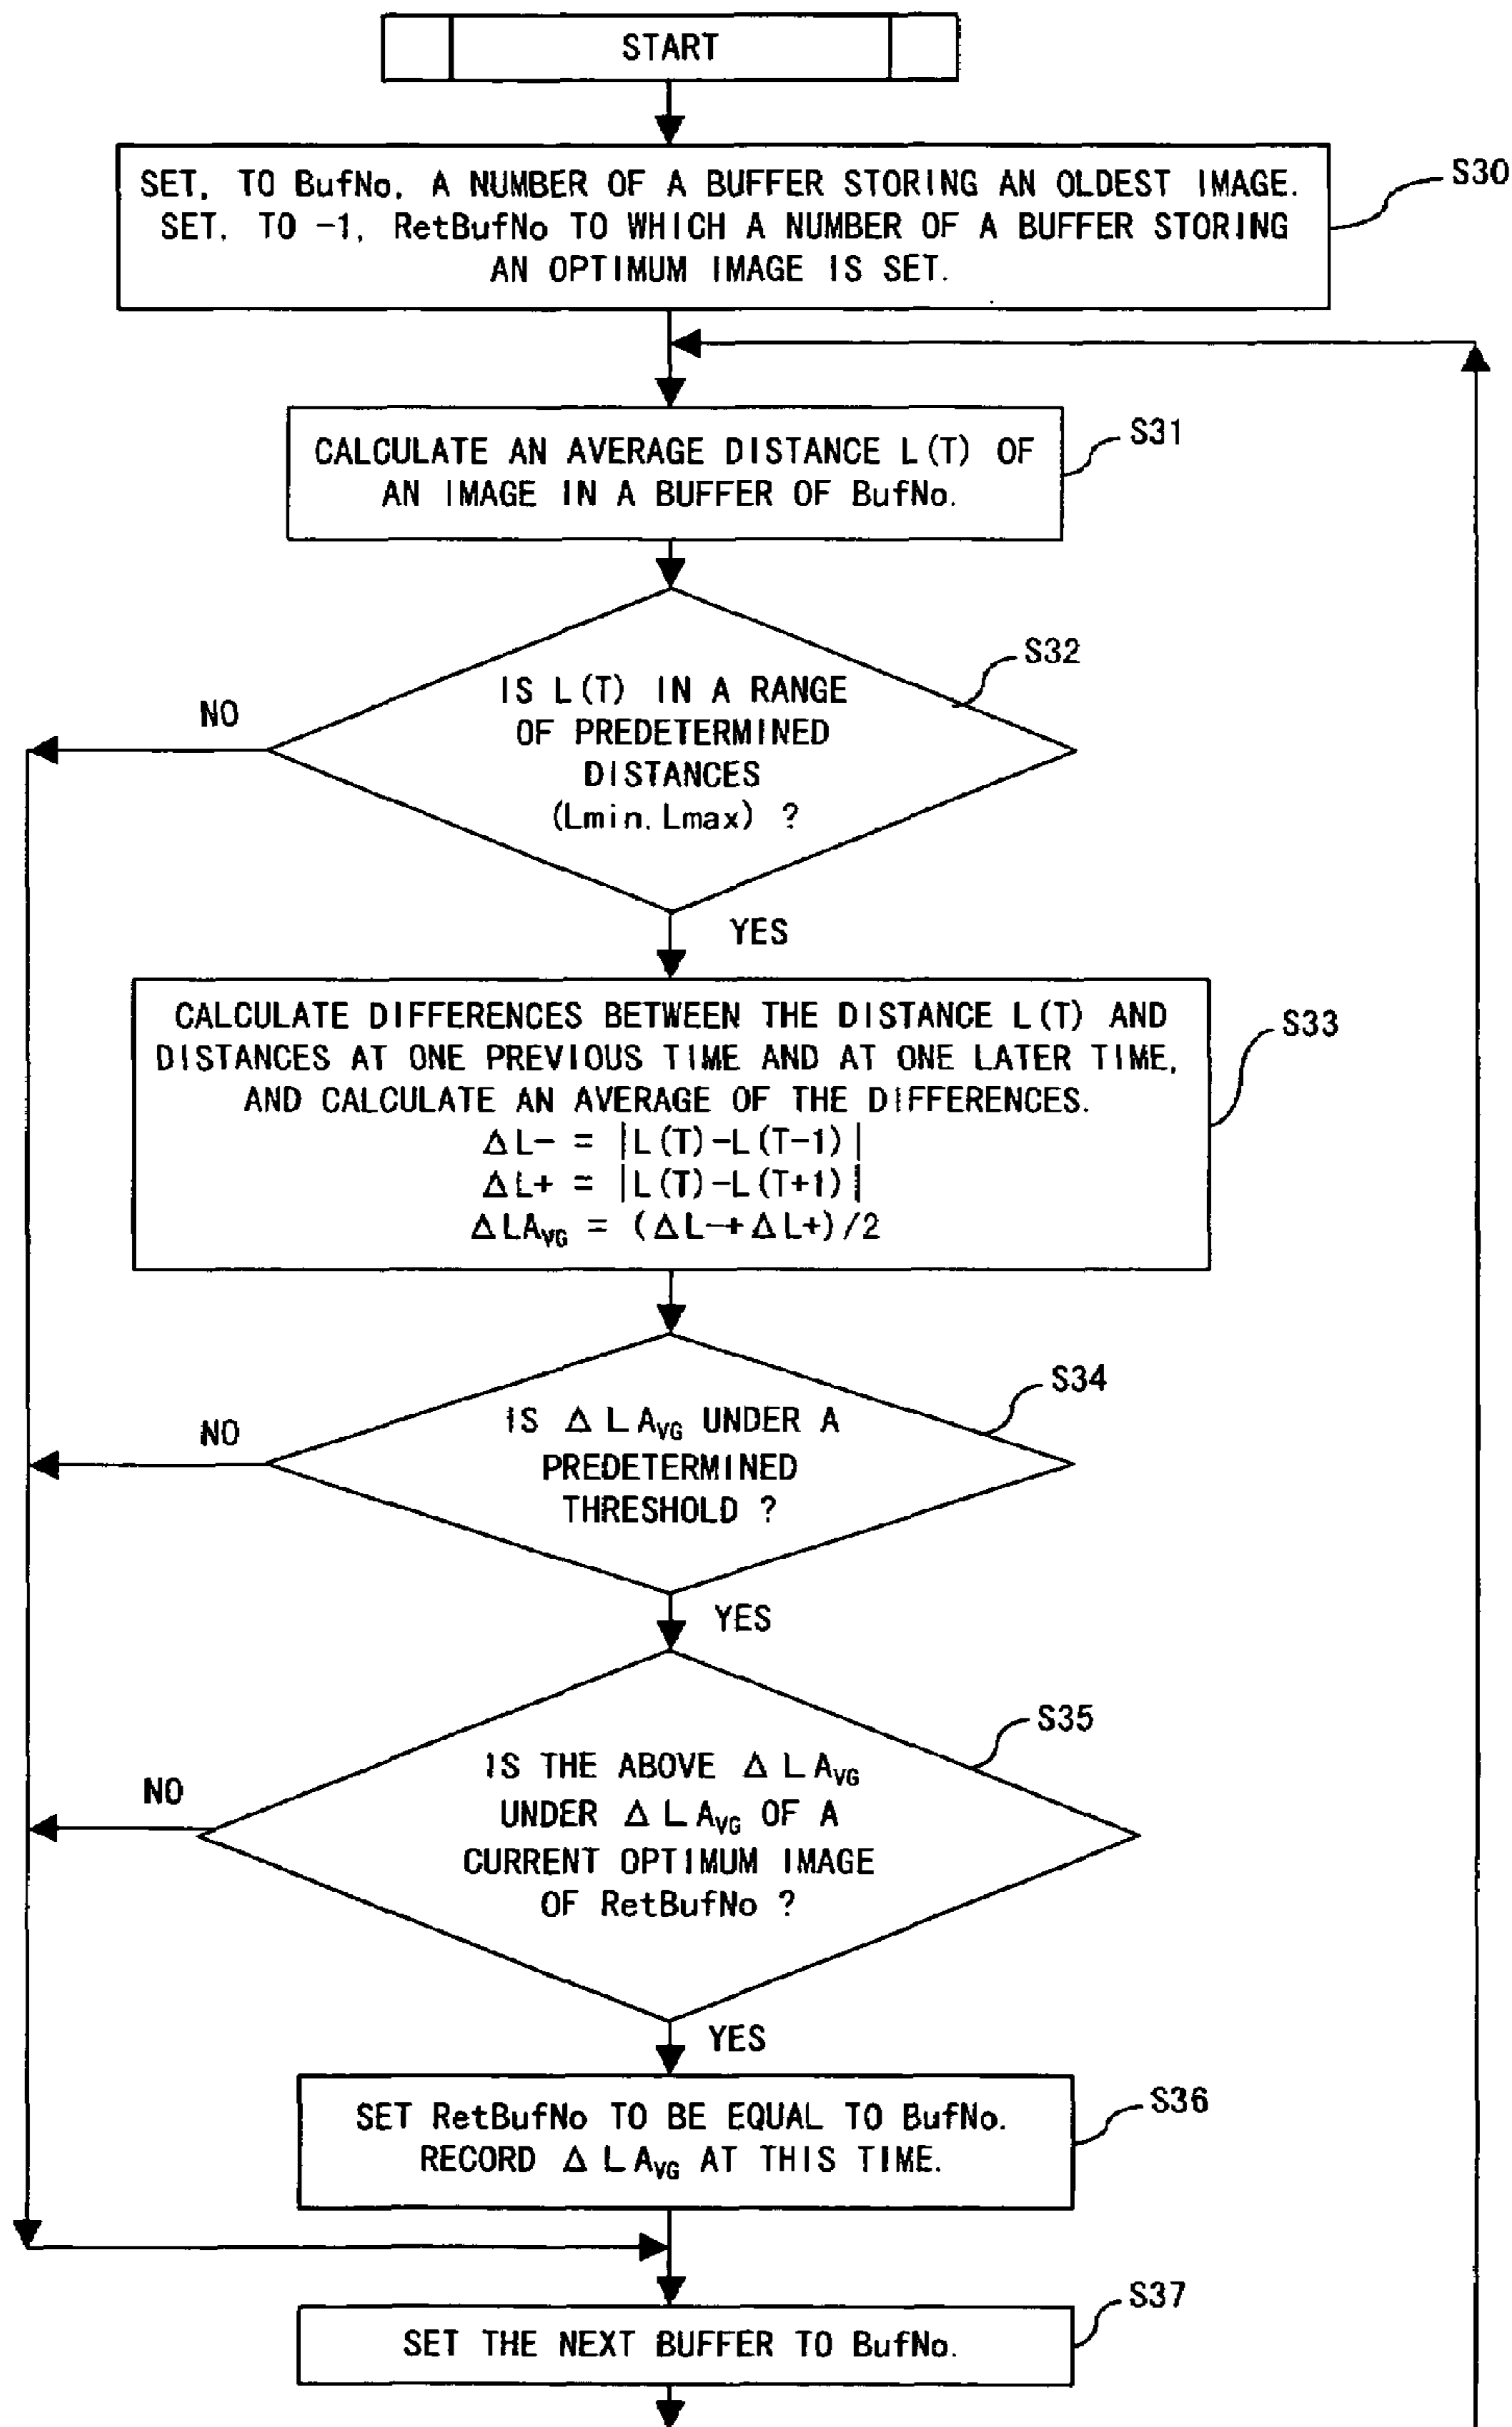 START
SET, TO BufNo, A NUMBER OF A BUFFER STORING AN OLDEST IMAGE.
SET, TO -1, RetBufNo TO WHICH A NUMBER OF A BUFFER STORING
AN OPTIMUM IMAGE IS SET.
S30
CALCULATE AN AVERAGE DISTANCE L(T) OF
AN IMAGE IN A BUFFER OF BufNo.
S31
IS L(T) IN A RANGE
OF PREDETERMINED
DISTANCES
(Lmin, Lmax) ?
S32
NO
YES
CALCULATE DIFFERENCES BETWEEN THE DISTANCE L(T) AND
DISTANCES AT ONE PREVIOUS TIME AND AT ONE LATER TIME,
AND CALCULATE AN AVERAGE OF THE DIFFERENCES.
ΔL- = |L(T)-L(T-1)|
ΔL+ = |L(T)-L(T+1)|
ΔLAVG = (ΔL-+ΔL+)/2
S33
IS ΔLAVG UNDER A
PREDETERMINED
THRESHOLD ?
S34
NO
YES
IS THE ABOVE ΔLAVG
UNDER ΔLAVG OF A
CURRENT OPTIMUM IMAGE
OF RetBufNo ?
S35
NO
YES
SET RetBufNo TO BE EQUAL TO BufNo.
RECORD ΔLAVG AT THIS TIME.
S36
SET THE NEXT BUFFER TO BufNo.
S37